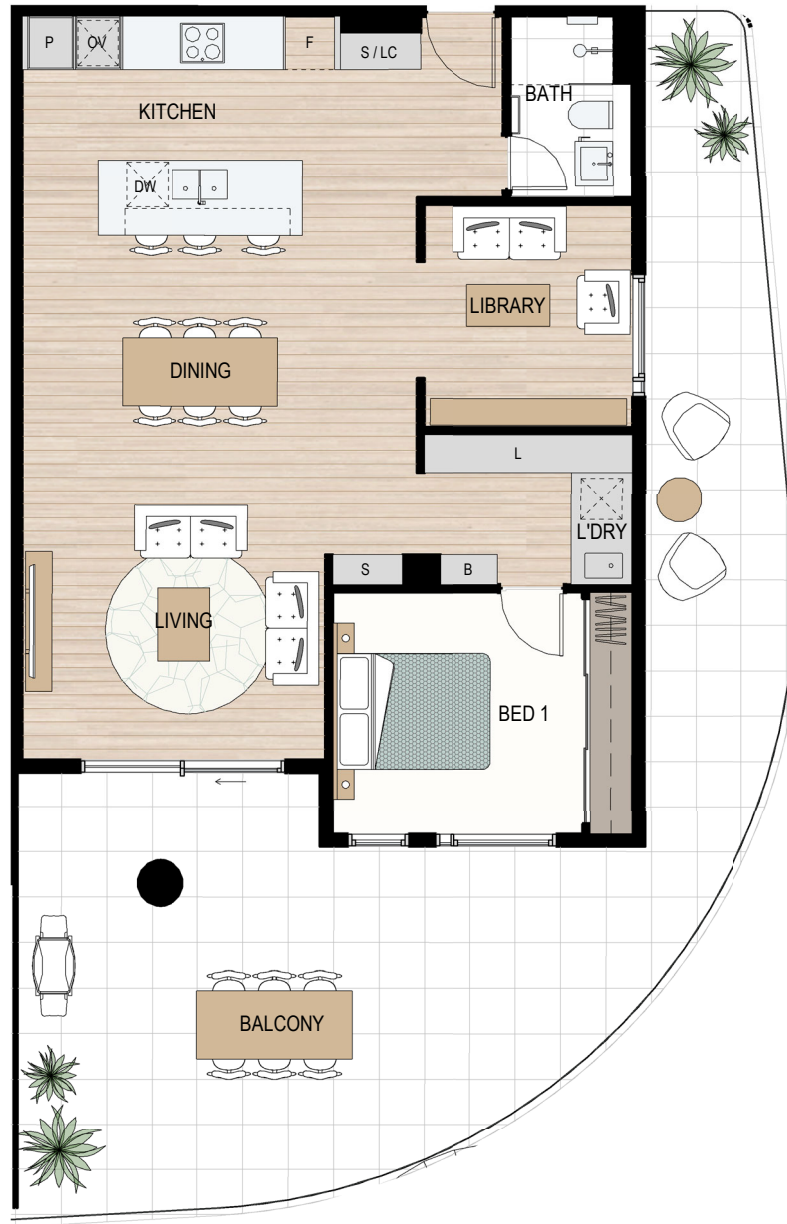 P
OV
F
S / LC
BATH
KITCHEN
DW
LIBRARY
DINING
L
L'DRY
S
B
LIVING
BED 1
BALCONY